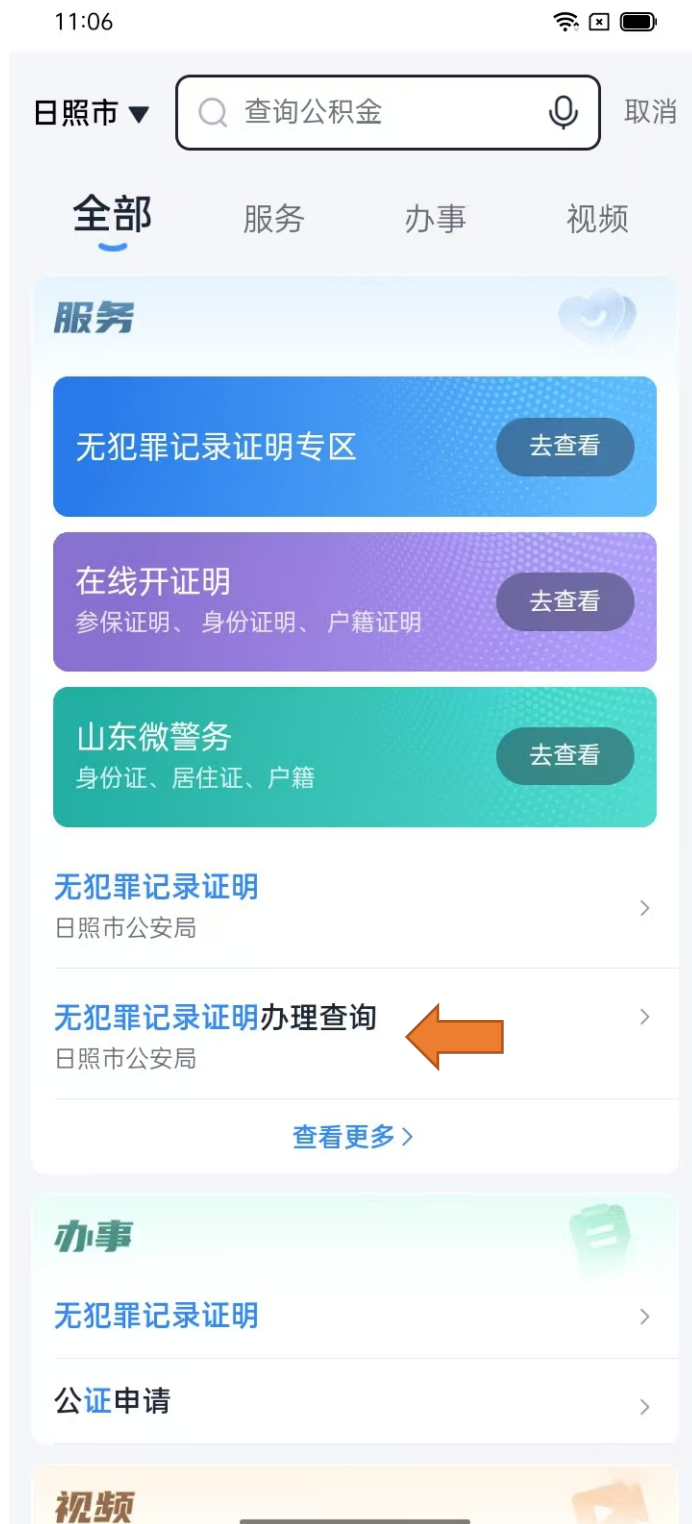 11:06
日照市
查询公积金
取消
全部
服务
办事
视频
服务
无犯罪记录证明专区
去查看
在线开证明
参保证明、 身份证明、 户籍证明
去查看
山东微警务
身份证、居住证、户籍
去查看
无犯罪记录证明
日照市公安局
无犯罪记录证明办理查询
日照市公安局
查看更多
办事
无犯罪记录证明
公证申请
视频